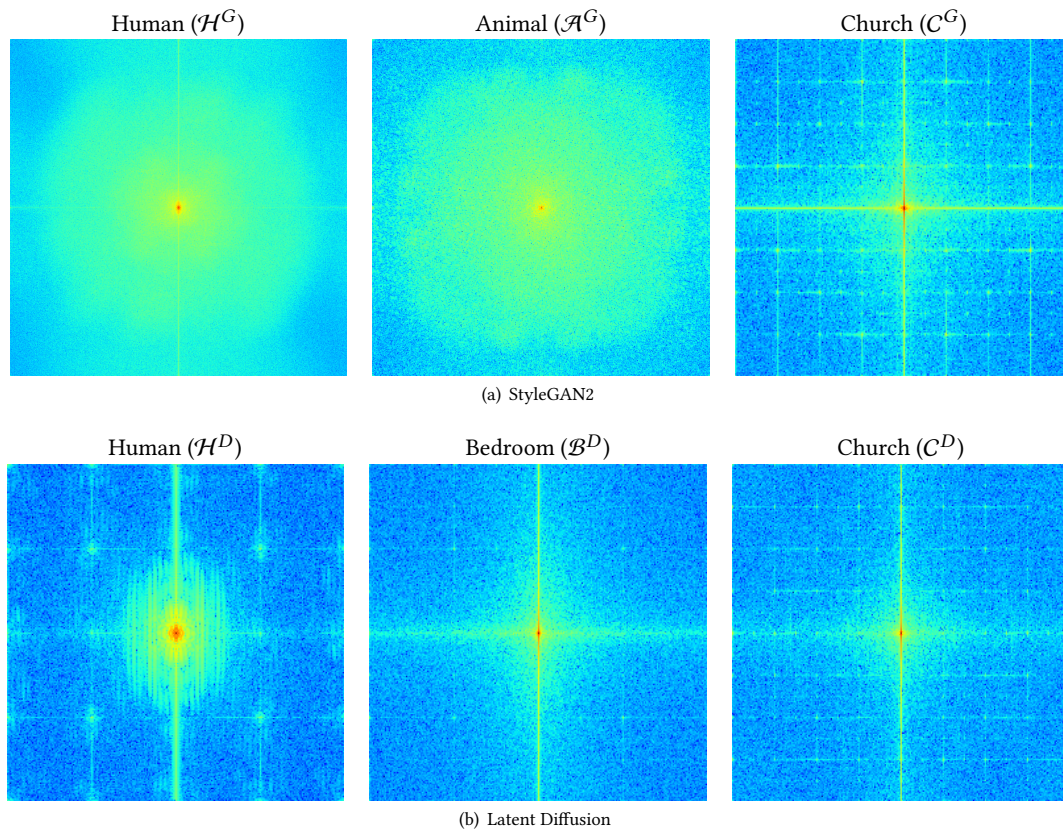 Human (ℋ^G) Animal (𝒜^G) Church (𝒞^G)
(a) StyleGAN2
Human (ℋ^D) Bedroom (ℬ^D) Church (𝒞^D)
(b) Latent Diffusion